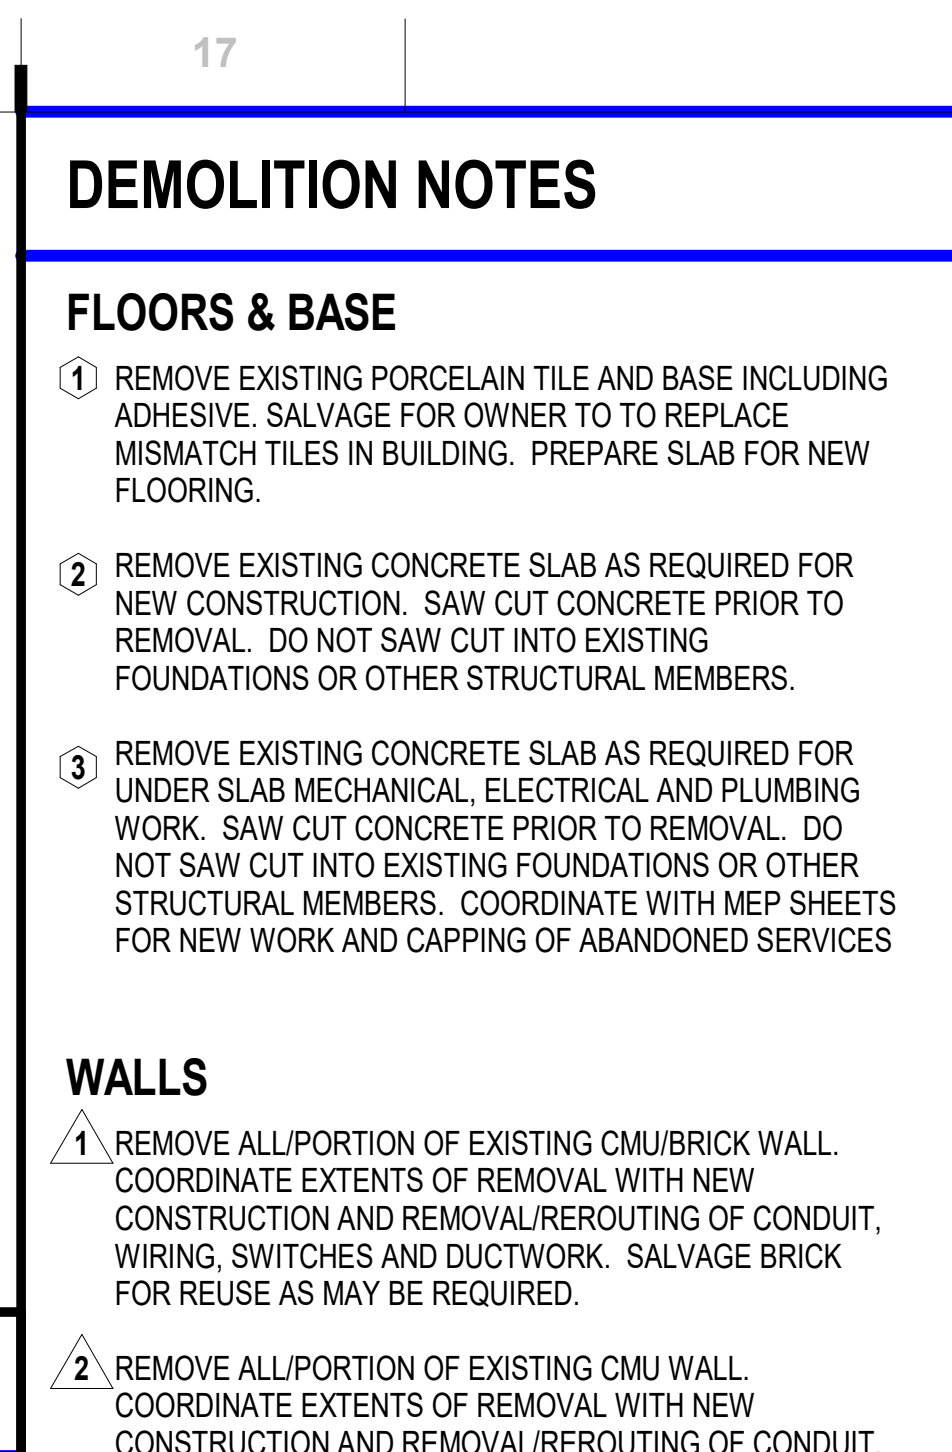 17
DEMOLITION NOTES
FLOORS & BASE
1 REMOVE EXISTING PORCELAIN TILE AND BASE INCLUDING
ADHESIVE. SALVAGE FOR OWNER TO TO REPLACE
MISMATCH TILES IN BUILDING. PREPARE SLAB FOR NEW
FLOORING.
2 REMOVE EXISTING CONCRETE SLAB AS REQUIRED FOR
NEW CONSTRUCTION. SAW CUT CONCRETE PRIOR TO
REMOVAL. DO NOT SAW CUT INTO EXISTING
FOUNDATIONS OR OTHER STRUCTURAL MEMBERS.
3 REMOVE EXISTING CONCRETE SLAB AS REQUIRED FOR
UNDER SLAB MECHANICAL, ELECTRICAL AND PLUMBING
WORK. SAW CUT CONCRETE PRIOR TO REMOVAL. DO
NOT SAW CUT INTO EXISTING FOUNDATIONS OR OTHER
STRUCTURAL MEMBERS. COORDINATE WITH MEP SHEETS
FOR NEW WORK AND CAPPING OF ABANDONED SERVICES
WALLS
1 REMOVE ALL/PORTION OF EXISTING CMU/BRICK WALL.
COORDINATE EXTENTS OF REMOVAL WITH NEW
CONSTRUCTION AND REMOVAL/REROUTING OF CONDUIT,
WIRING, SWITCHES AND DUCTWORK. SALVAGE BRICK
FOR REUSE AS MAY BE REQUIRED.
2 REMOVE ALL/PORTION OF EXISTING CMU WALL.
COORDINATE EXTENTS OF REMOVAL WITH NEW
CONSTRUCTION AND REMOVAL/REROUTING OF CONDUIT,